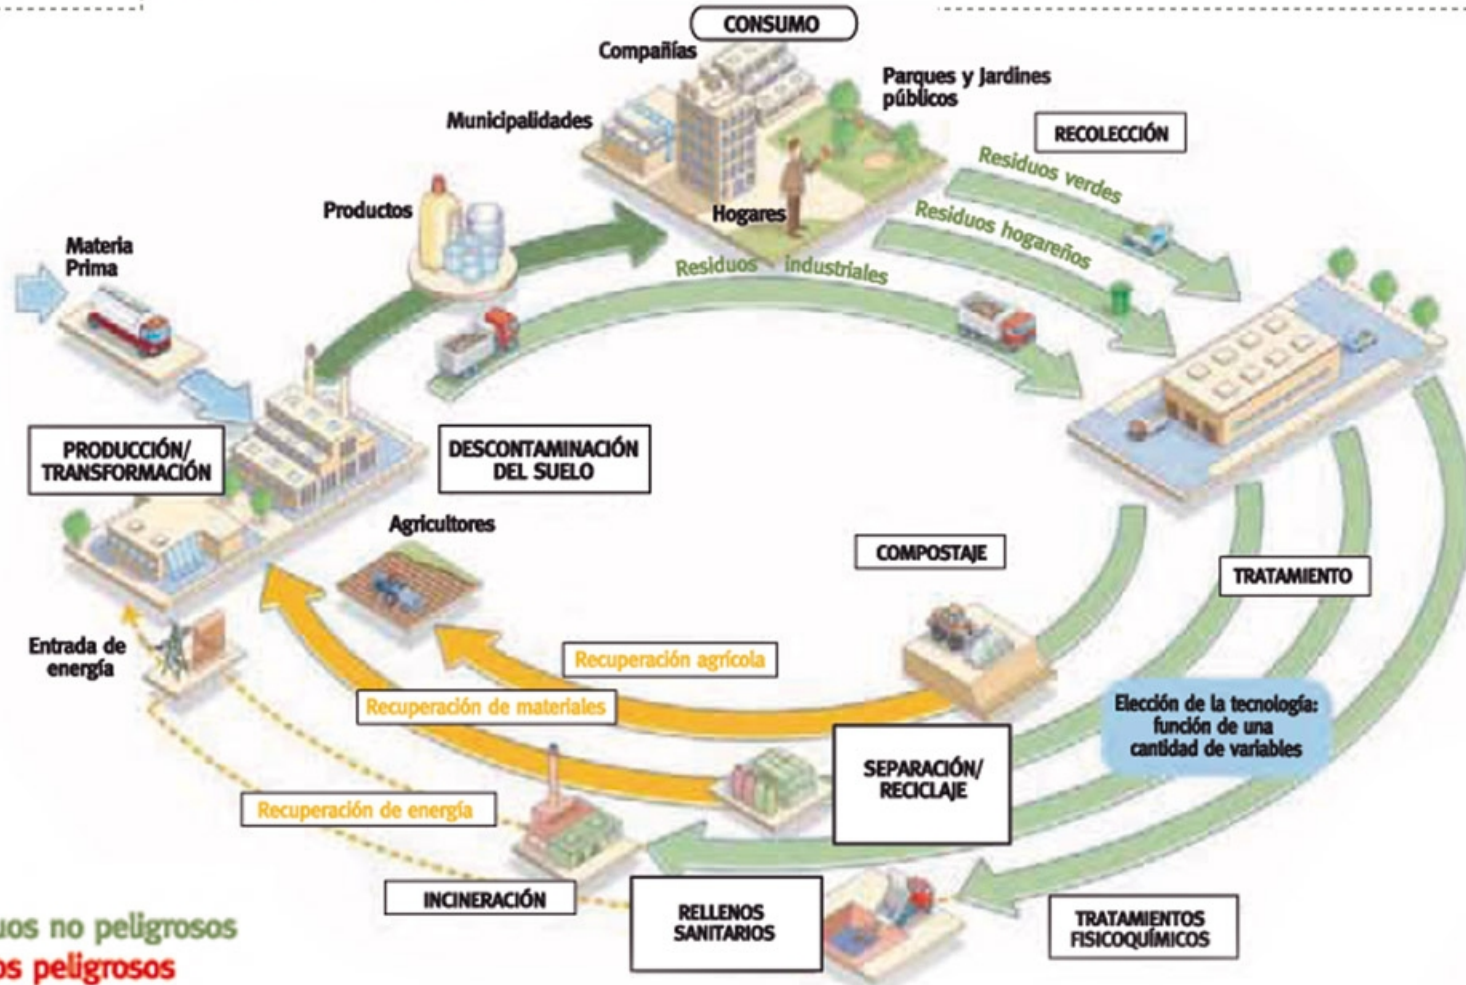 CONSUMO
Compañías
Parques y Jardines
públicos
Municipalidades
RECOLECCIÓN
Residuos verdes
Productos
Hogares
Residuos hogareños
Materia
Prima
Residuos industriales
PRODUCCIÓN/
TRANSFORMACIÓN
DESCONTAMINACIÓN
DEL SUELO
Agricultores
COMPOSTAJE
TRATAMIENTO
Entrada de
energía
Recuperación agrícola
Recuperación de materiales
Elección de la tecnología:
función de una
cantidad de variables
SEPARACIÓN/
RECICLAJE
Recuperación de energía
INCINERACIÓN
RELLENOS
SANITARIOS
TRATAMIENTOS
FISICOQUÍMICOS
no peligrosos
peligrosos